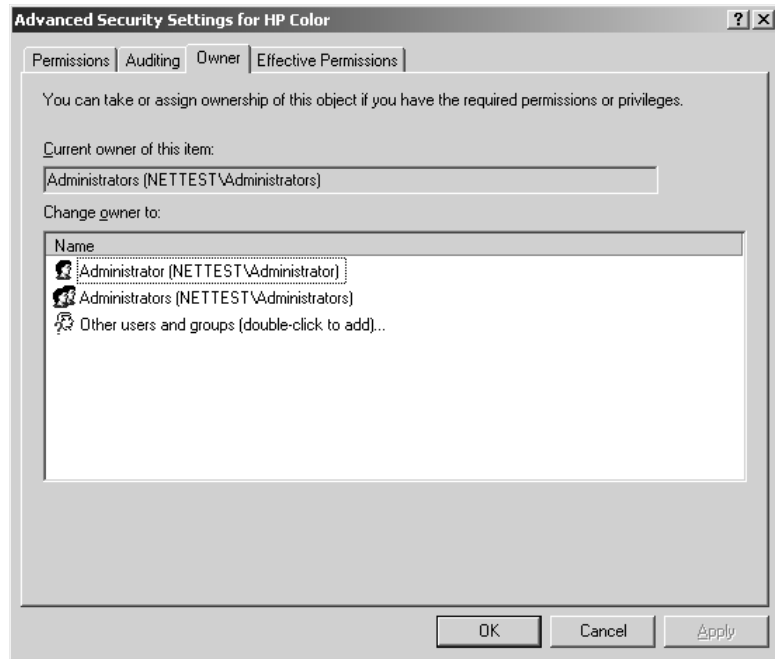 Advanced Security Settings for HP Color
Permissions Auditing Owner Effective Permissions
You can take or assign ownership of this object if you have the required permissions or privileges.
Current owner of this item:
Administrators (NETTEST\Administrators)
Change owner to:
Name
Administrator (NETTEST\Administrator)
Administrators (NETTEST\Administrators)
Other users and groups (double-click to add)...
OK Cancel Apply